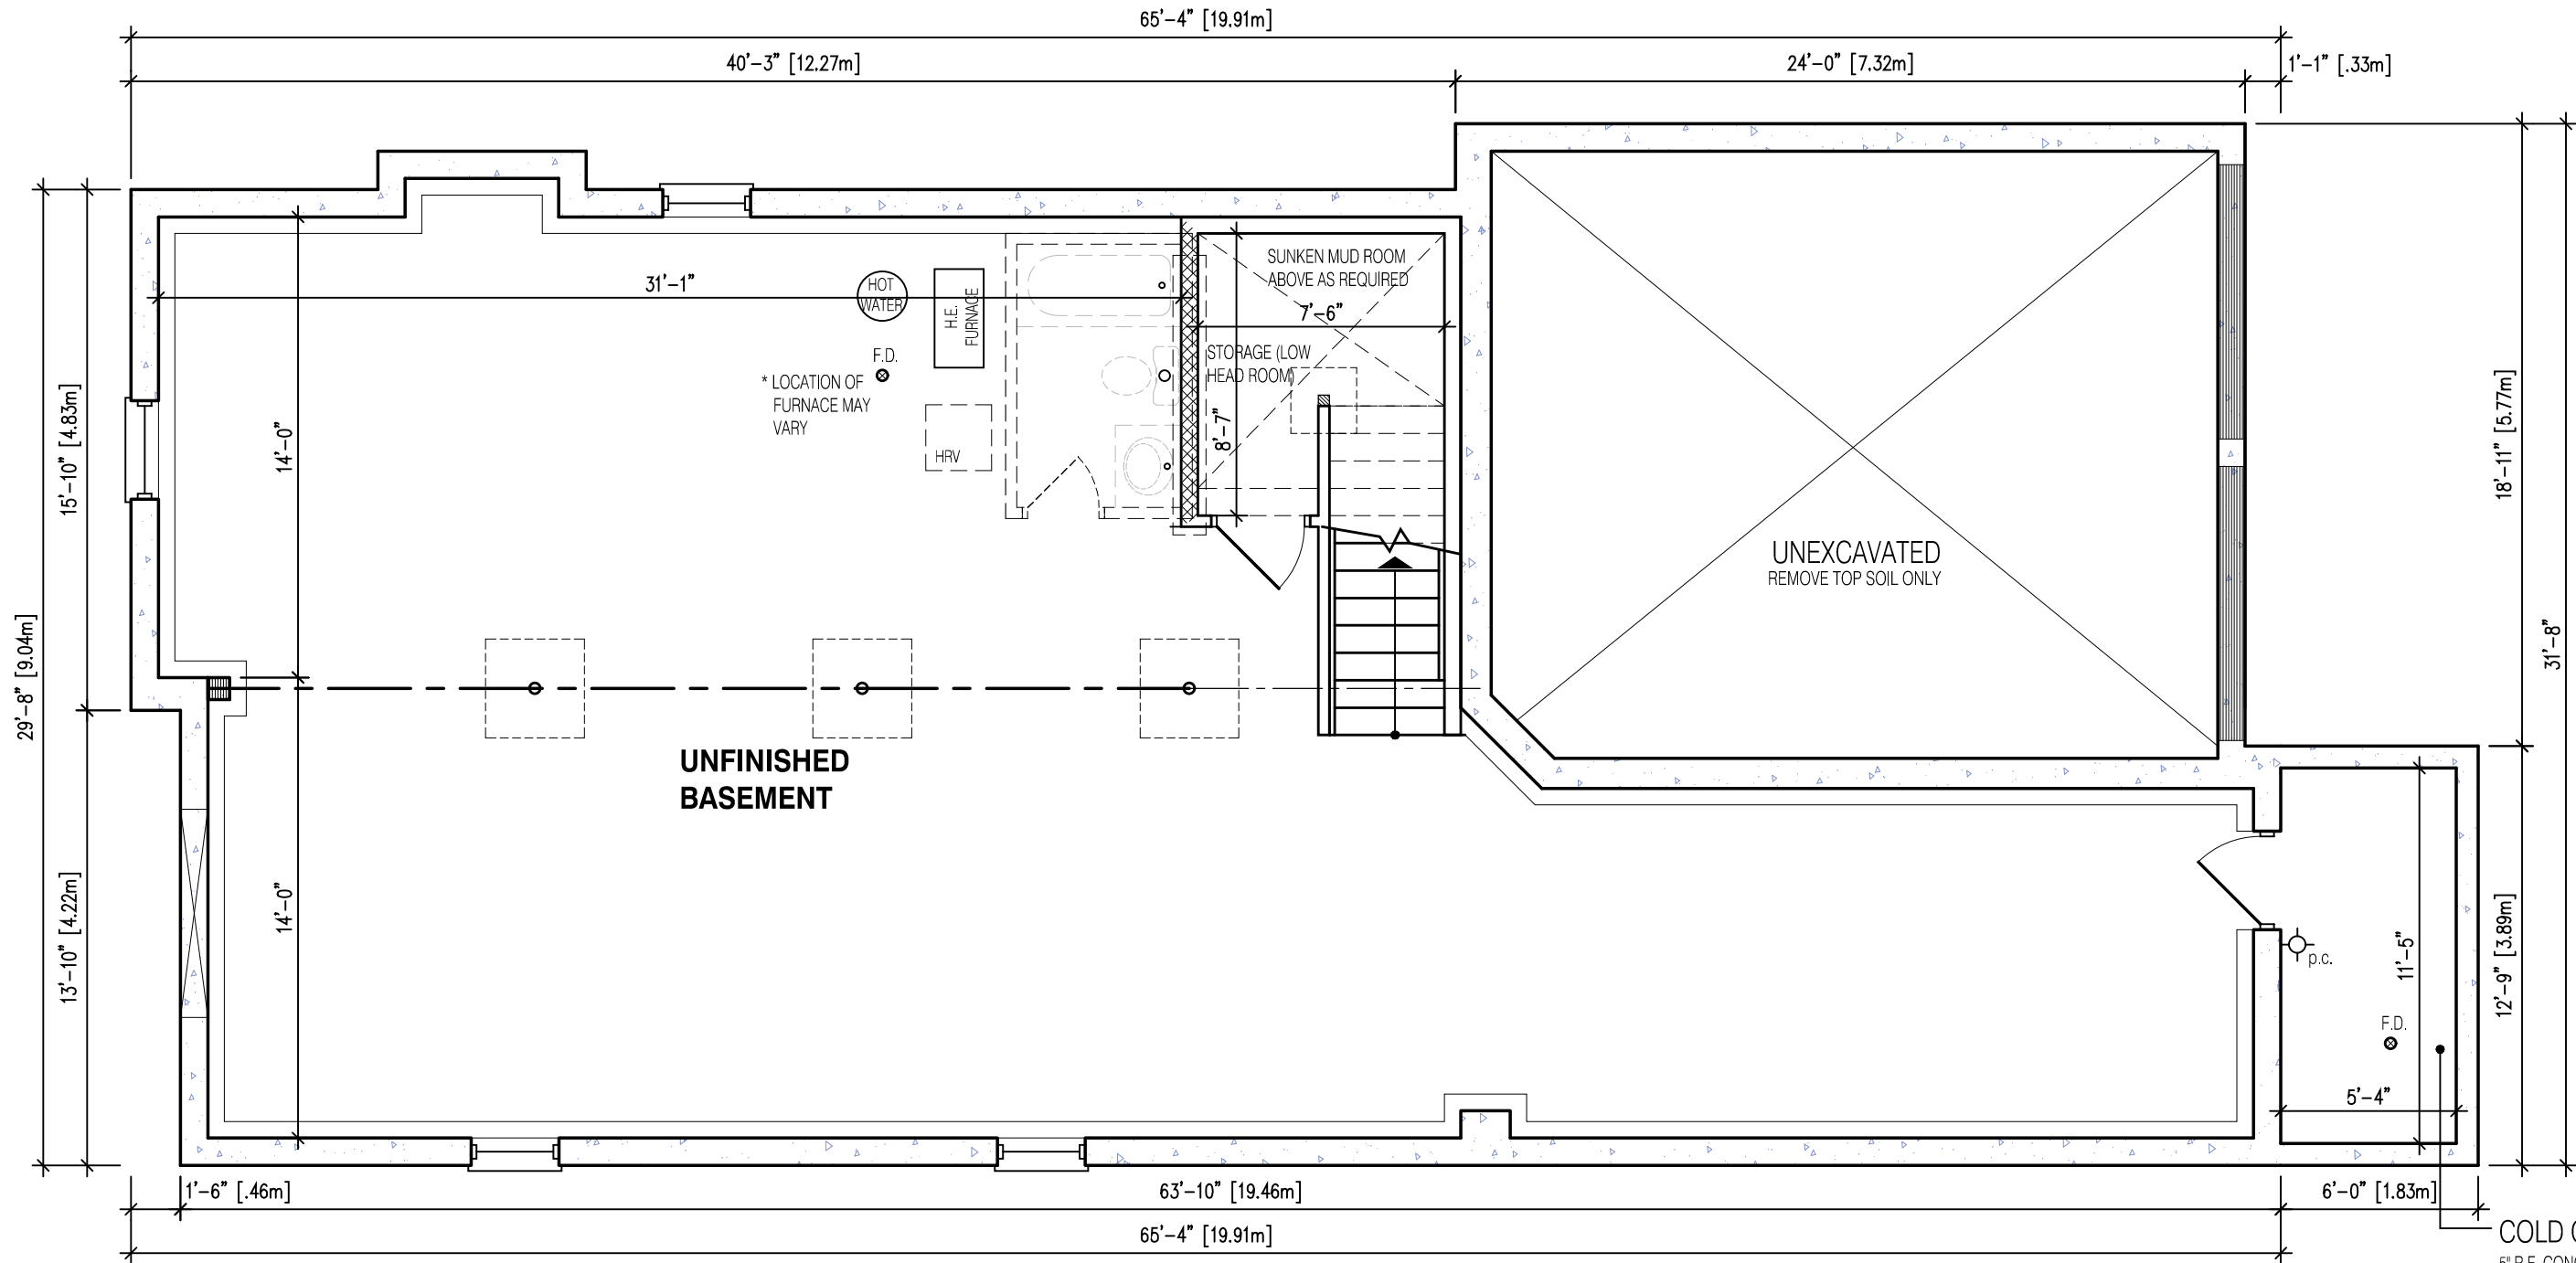 65'-4" [19.91m]
40'-3" [12.27m]
24'-0" [7.32m]
1'-1" [.33m]
SUNKEN MUD ROOM
ABOVE AS REQUIRED
31'-1"
HOT
WATER
H.E.
FURNACE
7'-6"
F.D.
STORAGE (LOW
HEAD ROOM)
* LOCATION OF
FURNACE MAY
VARY
HRV
8'-7"
14'-0"
15'-10" [4.83m]
29'-8" [9.04m]
18'-11" [5.77m]
31'-8"
UNEXCAVATED
REMOVE TOP SOIL ONLY
UNFINISHED
BASEMENT
14'-0"
13'-10" [4.22m]
p.c.
11'-5"
12'-9" [3.89m]
F.D.
5'-4"
1'-6" [.46m]
63'-10" [19.46m]
6'-0" [1.83m]
65'-4" [19.91m]
COLD